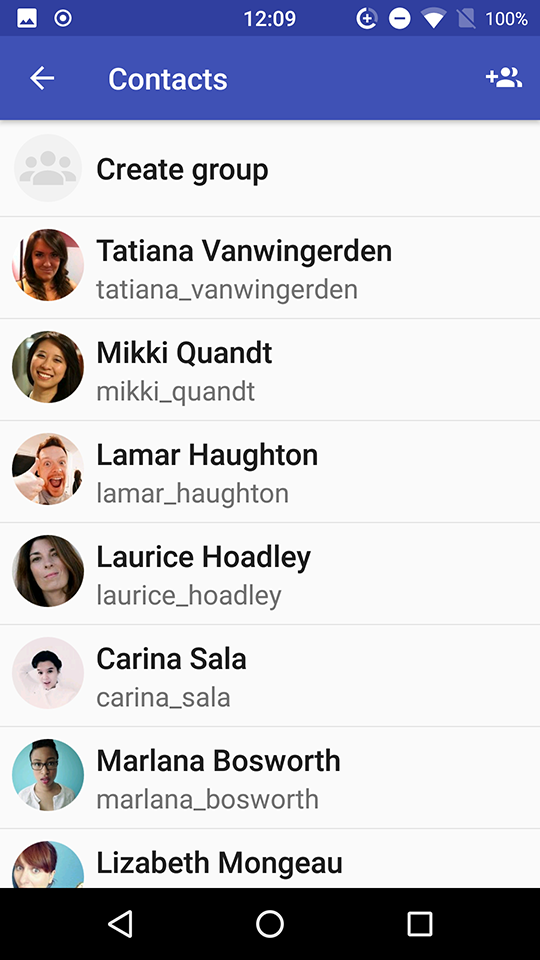 12:09
100%
Contacts
Create group
Tatiana Vanwingerden
tatiana_vanwingerden
Mikki Quandt
mikki_quandt
Lamar Haughton
lamar_haughton
Laurice Hoadley
laurice_hoadley
Carina Sala
carina_sala
Marlana Bosworth
marlana_bosworth
Lizabeth Mongeau